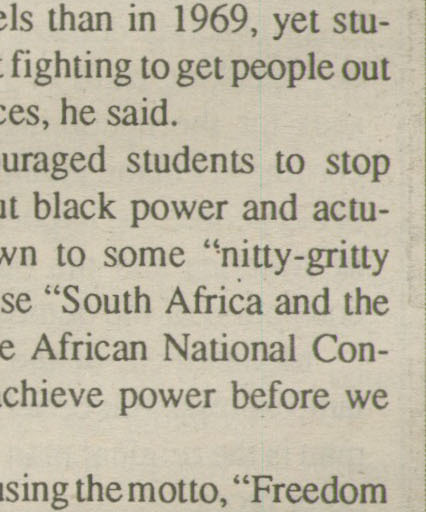 els than in 1969, yet stu-
fighting to get people out
ces, he said.
uraged students to stop
ut black power and actu-
wn to some “nitty-gritty
se “South Africa and the
e African National Con-
achieve power before we
using the motto, “Freedom